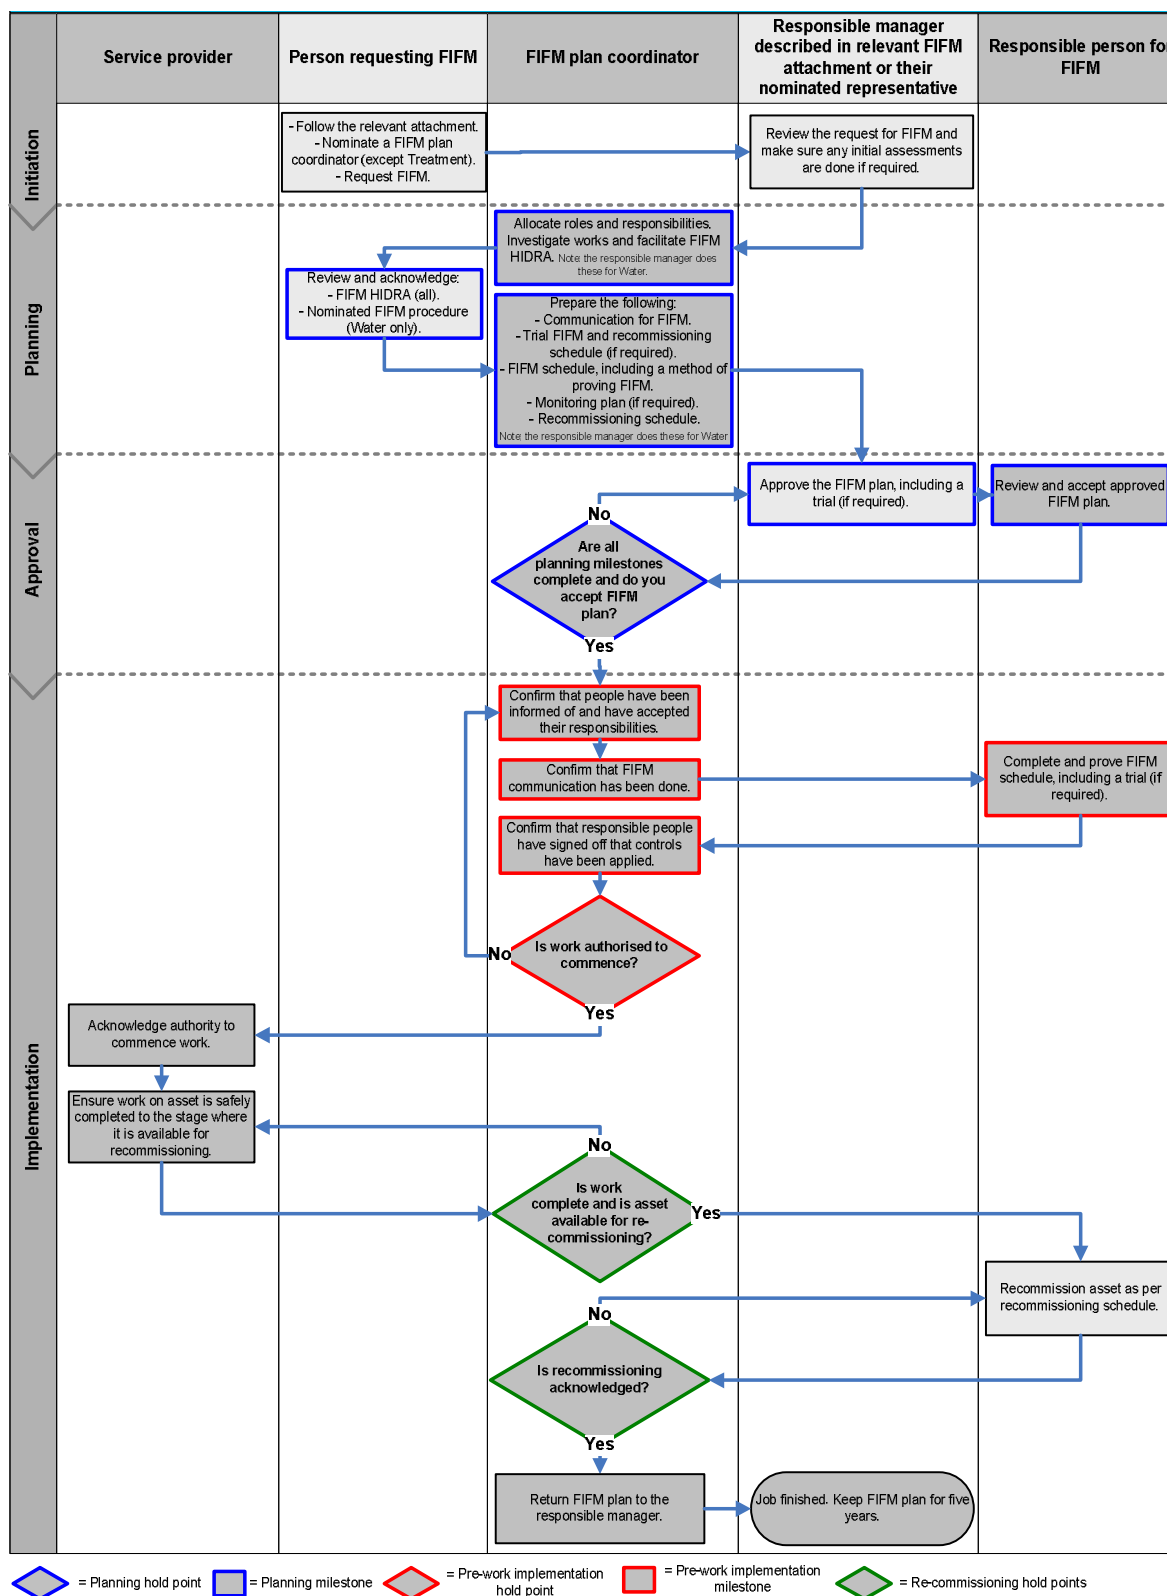 Service provider
Person requesting FIFM
FIFM plan coordinator
Responsible manager
described in relevant FIFM
attachment or their
nominated representative
Responsible person for
FIFM
Initiation
- Follow the relevant attachment.
- Nominate a FIFM plan
coordinator (except Treatment).
- Request FIFM.
Review the request for FIFM and
make sure any initial assessments
are done if required.
Planning
Allocate roles and responsibilities.
Investigate works and facilitate FIFM
HIDRA. Note: the responsible manager does
these for Water.
Review and acknowledge:
- FIFM HIDRA (all).
- Nominated FIFM procedure
(Water only).
Prepare the following:
- Communication for FIFM.
- Trial FIFM and recommissioning
schedule (if required).
- FIFM schedule, including a method of
proving FIFM.
- Monitoring plan (if required).
- Recommissioning schedule.
Note: the responsible manager does these for Water
Approval
Approve the FIFM plan, including a
trial (if required).
Review and accept approved
FIFM plan.
No
Are all
planning milestones
complete and do you
accept FIFM
plan?
Yes
Implementation
Confirm that people have been
informed of and have accepted
their responsibilities.
Confirm that FIFM
communication has been done.
Complete and prove FIFM
schedule, including a trial (if
required).
Confirm that responsible people
have signed off that controls
have been applied.
No
Is work authorised to
commence?
Yes
Acknowledge authority to
commence work.
Ensure work on asset is safely
completed to the stage where
it is available for
recommissioning.
No
Is work
complete and is asset
available for re-
commissioning?
Yes
Recommission asset as per
recommissioning schedule.
No
Is recommissioning
acknowledged?
Yes
Return FIFM plan to the
responsible manager.
Job finished. Keep FIFM plan for five
years.
= Planning hold point
= Planning milestone
= Pre-work implementation
hold point
= Pre-work implementation
milestone
= Re-commissioning hold points